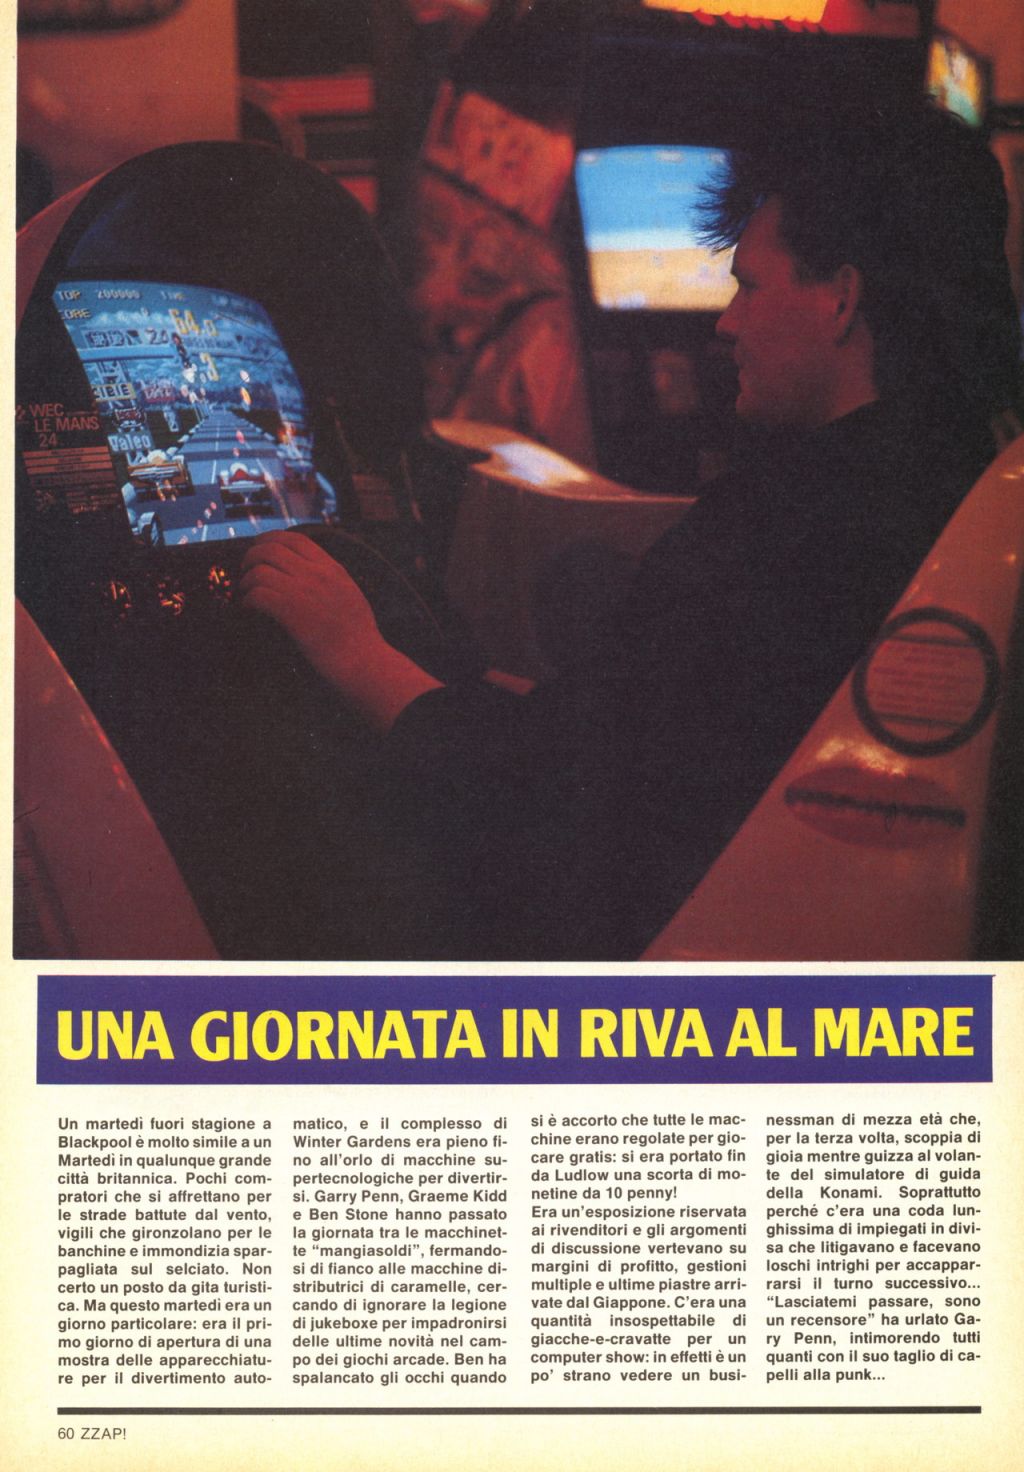 TOP 200000 TIME
64.0
3
BIBE
Valeo
WEC
LE MANS
24
UNA GIORNATA IN RIVA AL MARE
Un martedì fuori stagione a
Blackpool è molto simile a un
Martedì in qualunque grande
città britannica. Pochi com-
pratori che si affrettano per
le strade battute dal vento,
vigili che gironzolano per le
banchine e immondizia spar-
pagliata sul selciato. Non
certo un posto da gita turisti-
ca. Ma questo martedì era un
giorno particolare: era il pri-
mo giorno di apertura di una
mostra delle apparecchiatu-
re per il divertimento auto-
matico, e il complesso di
Winter Gardens era pieno fi-
no all'orlo di macchine su-
pertecnologiche per divertir-
si. Garry Penn, Graeme Kidd
e Ben Stone hanno passato
la giornata tra le macchinet-
te “mangiasoldi”, fermando-
si di fianco alle macchine di-
stributrici di caramelle, cer-
cando di ignorare la legione
di jukeboxe per impadronirsi
delle ultime novità nel cam-
po dei giochi arcade. Ben ha
spalancato gli occhi quando
si è accorto che tutte le mac-
chine erano regolate per gio-
care gratis: si era portato fin
da Ludlow una scorta di mo-
netine da 10 penny!
Era un'esposizione riservata
ai rivenditori e gli argomenti
di discussione vertevano su
margini di profitto, gestioni
multiple e ultime piastre arri-
vate dal Giappone. C'era una
quantità insospettabile di
giacche-e-cravatte per un
computer show: in effetti è un
po' strano vedere un busi-
nessman di mezza età che,
per la terza volta, scoppia di
gioia mentre guizza al volan-
te del simulatore di guida
della Konami. Soprattutto
perché c'era una coda lun-
ghissima di impiegati in divi-
sa che litigavano e facevano
loschi intrighi per accappar-
rarsi il turno successivo...
“Lasciatemi passare, sono
un recensore” ha urlato Ga-
ry Penn, intimorendo tutti
quanti con il suo taglio di ca-
pelli alla punk...
60 ZZAP!